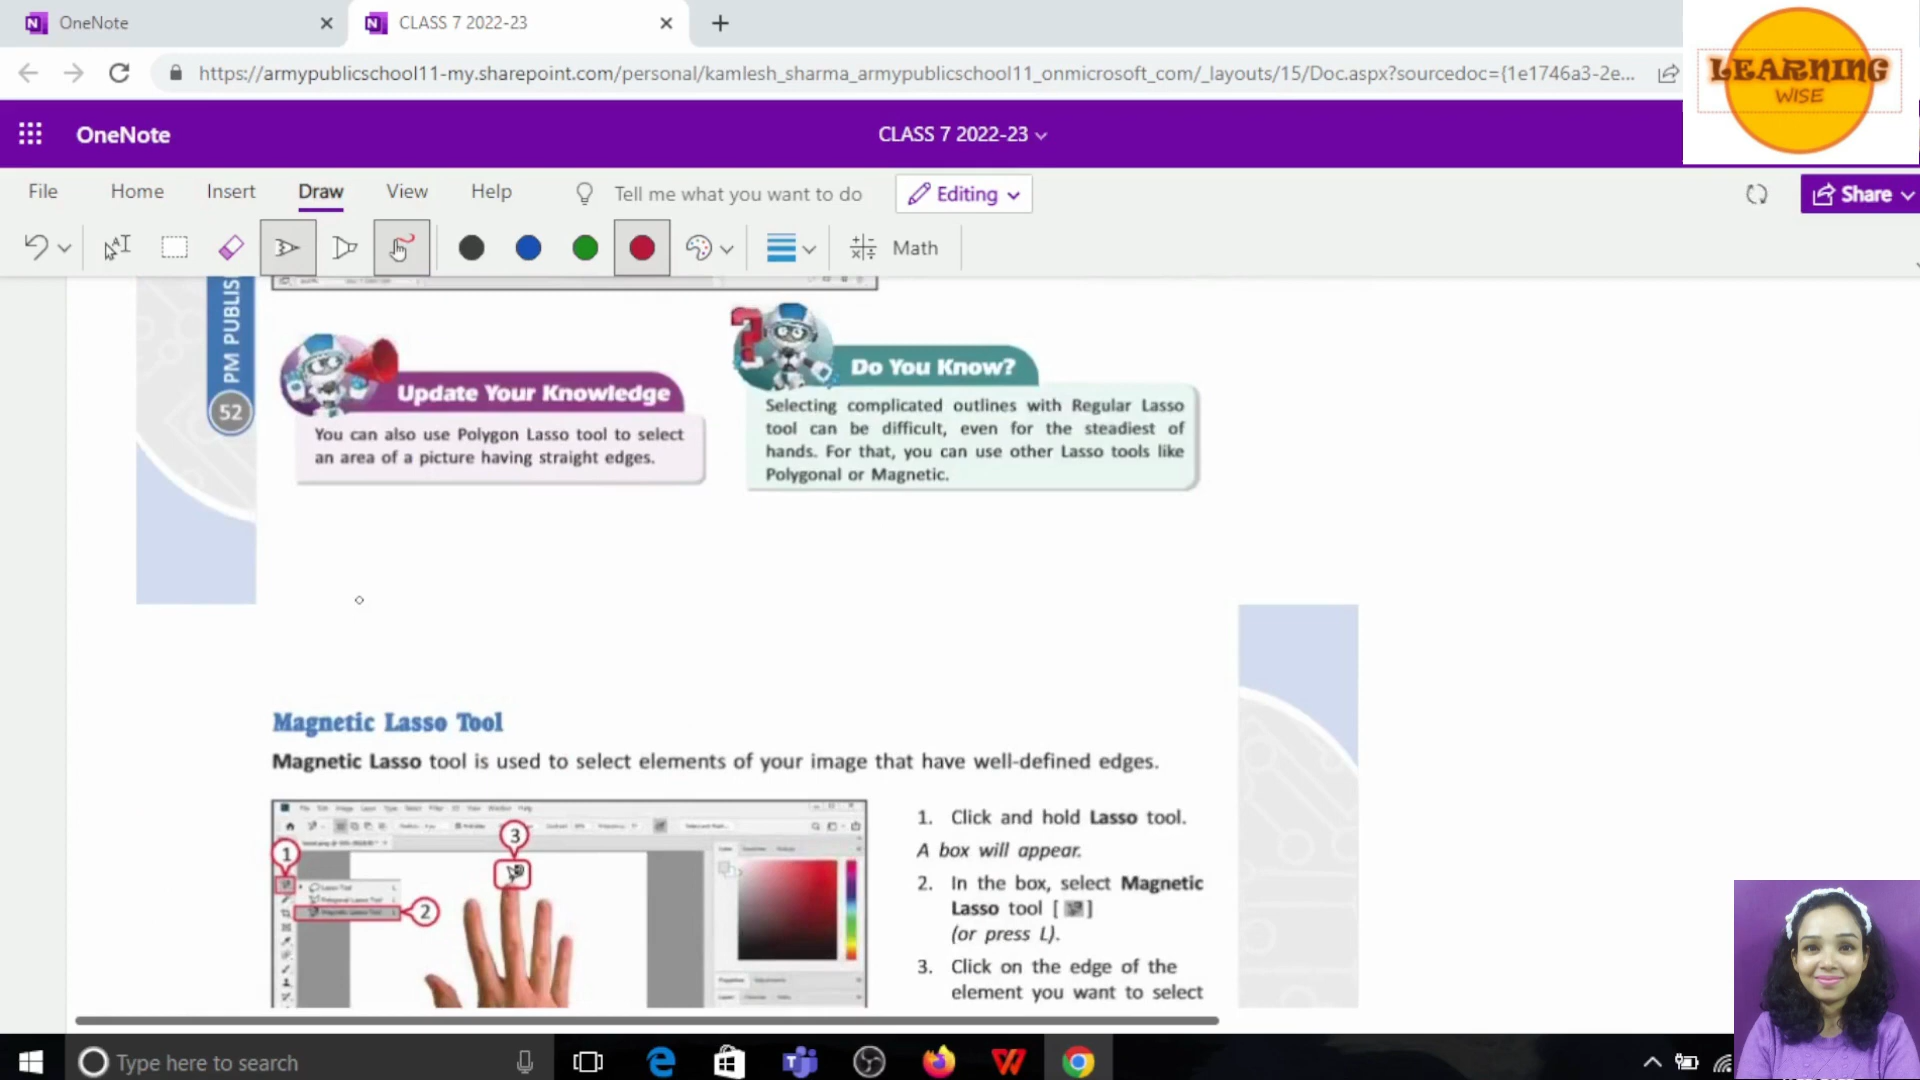 OneNote
CLASS 7 2022-23
https://armypublicschool11-my.sharepoint.com/personal/kamlesh_sharma_armypublicschool11_onmicrosoft_com/_layouts/15/Doc.aspx?sourcedoc={1e1746a3-2e...
LEARNING
WISE
OneNote
CLASS 7 2022-23
File Home Insert Draw View Help Tell me what you want to do Editing Share
Math
PM PUBLIS
52
Update Your Knowledge
You can also use Polygon Lasso tool to select
an area of a picture having straight edges.
Do You Know?
Selecting complicated outlines with Regular Lasso
tool can be difficult, even for the steadiest of
hands. For that, you can use other Lasso tools like
Polygonal or Magnetic.
Magnetic Lasso Tool
Magnetic Lasso tool is used to select elements of your image that have well-defined edges.
1
Lasso Tool L
Polygonal Lasso Tool L
Magnetic Lasso Tool L
2
3
1. Click and hold Lasso tool.
A box will appear.
2. In the box, select Magnetic
Lasso tool [ ]
(or press L).
3. Click on the edge of the
element you want to select
Type here to search